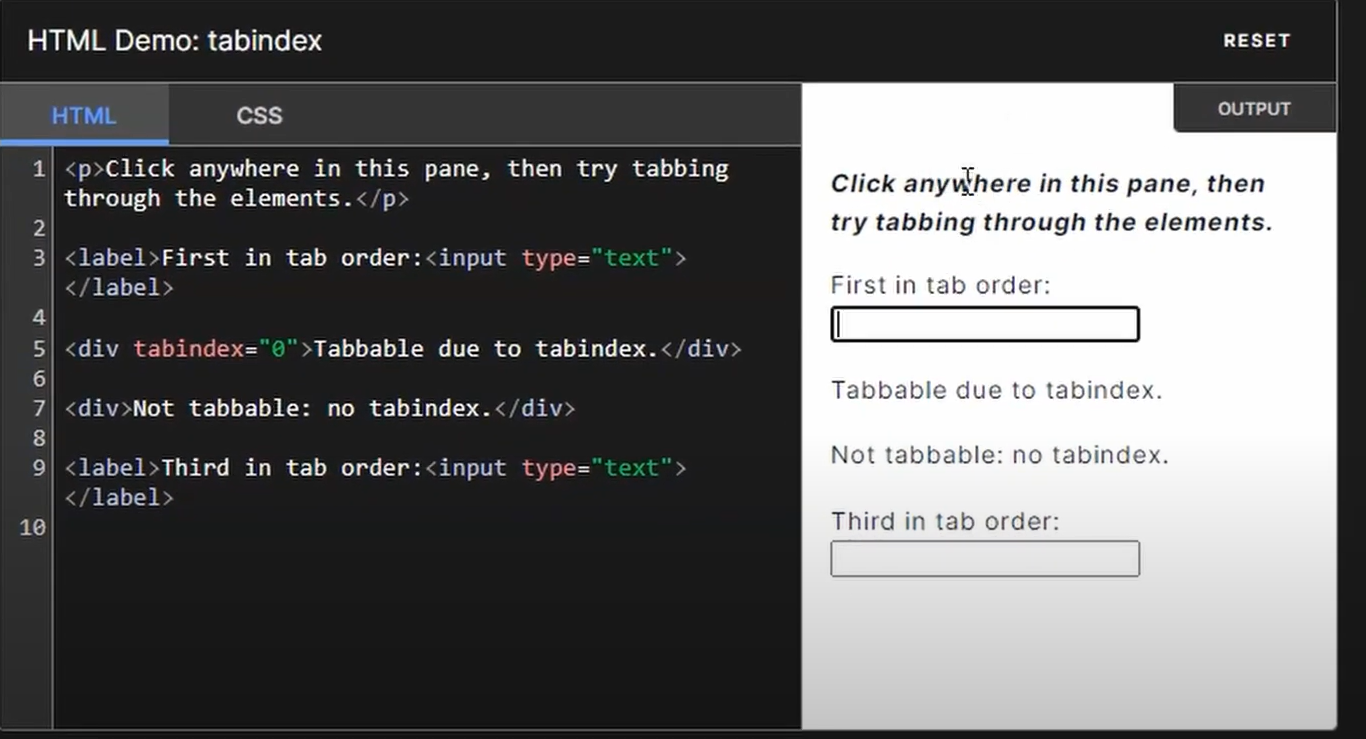 HTML Demo: tabindex
RESET
HTML
CSS
1 <p>Click anywhere in this pane, then try tabbing
through the elements.</p>
2
3 <label>First in tab order:<input type="text">
</label>
4
5 <div tabindex="0">Tabbable due to tabindex.</div>
6
7 <div>Not tabbable: no tabindex.</div>
8
9 <label>Third in tab order:<input type="text">
</label>
10
OUTPUT
Click anywhere in this pane, then
try tabbing through the elements.
First in tab order:
Tabbable due to tabindex.
Not tabbable: no tabindex.
Third in tab order: